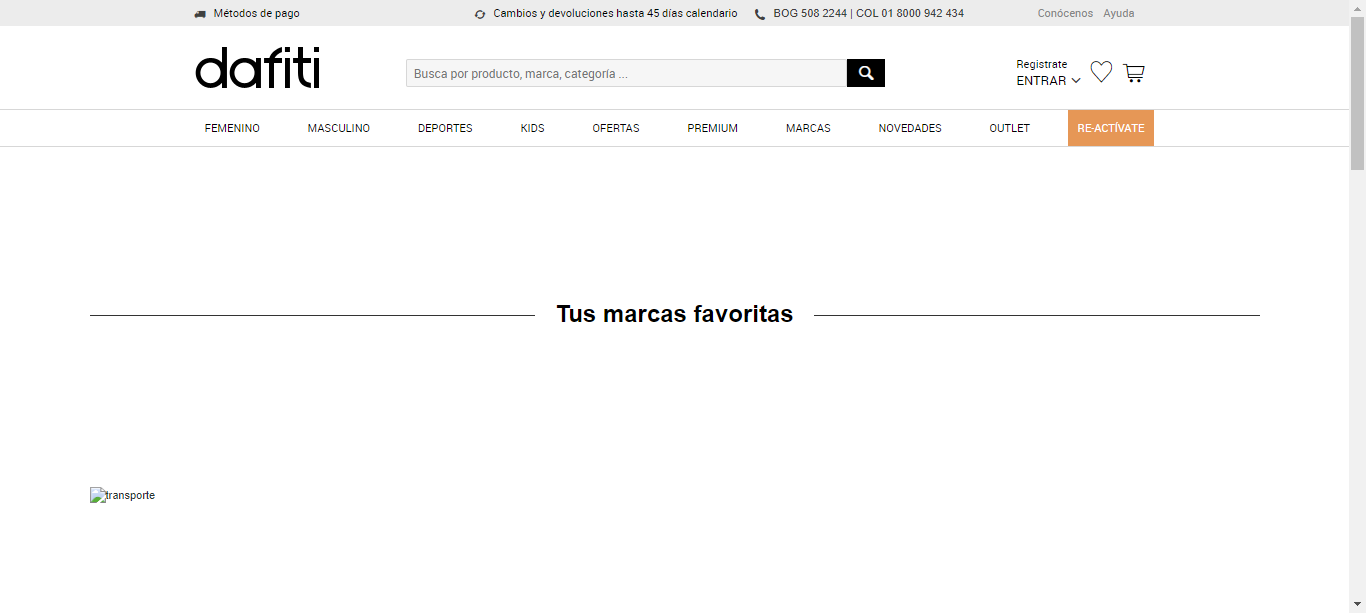 Métodos de pago
Cambios y devoluciones hasta 45 días calendario
BOG 508 2244 | COL 01 8000 942 434
Conócenos
Ayuda
dafiti
Busca por producto, marca, categoría ...
Registrate
ENTRAR
FEMENINO
MASCULINO
DEPORTES
KIDS
OFERTAS
PREMIUM
MARCAS
NOVEDADES
OUTLET
RE-ACTÍVATE
Tus marcas favoritas
transporte